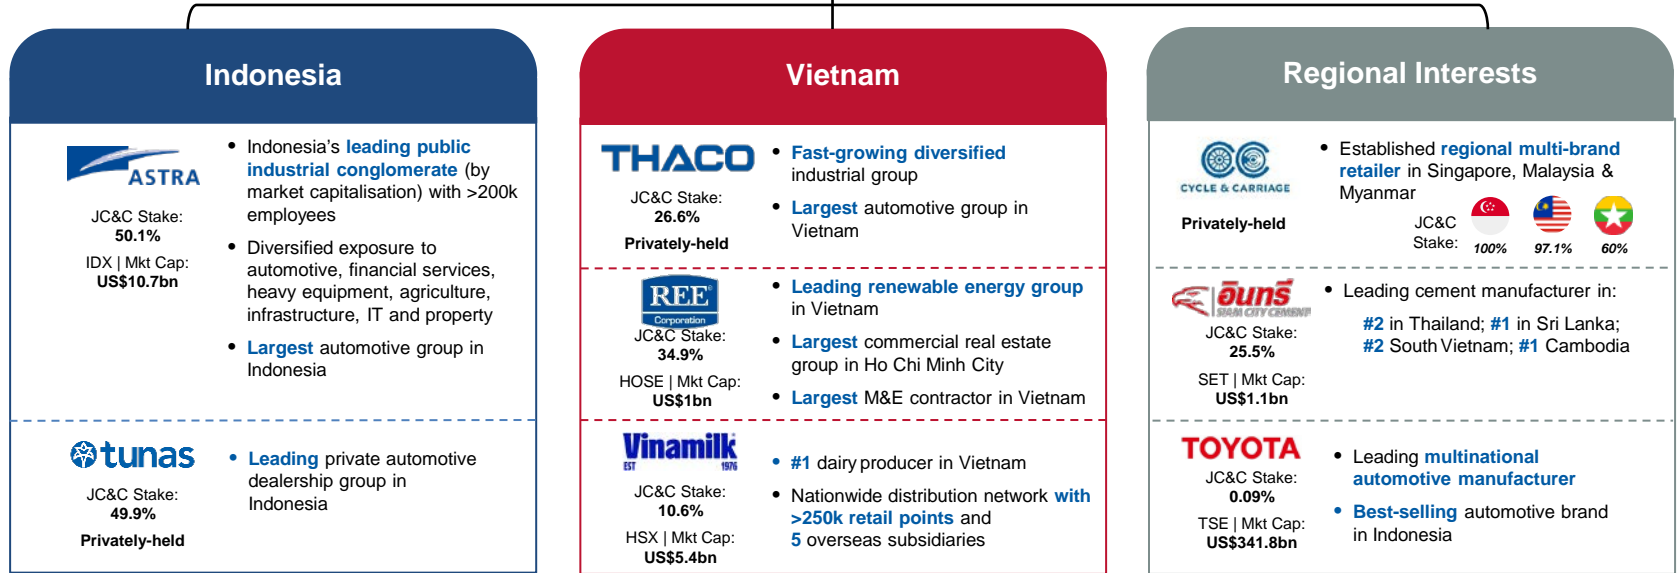 Indonesia
ASTRA
JC&C Stake:
50.1%
IDX | Mkt Cap:
US$10.7bn
• Indonesia's leading public
industrial conglomerate (by
market capitalisation) with >200k
employees
• Diversified exposure to
automotive, financial services,
heavy equipment, agriculture,
infrastructure, IT and property
• Largest automotive group in
Indonesia
tunas
JC&C Stake:
49.9%
Privately-held
• Leading private automotive
dealership group in
Indonesia
Vietnam
THACO
JC&C Stake:
26.6%
Privately-held
• Fast-growing diversified
industrial group
• Largest automotive group in
Vietnam
REE
Corporation
JC&C Stake:
34.9%
HOSE | Mkt Cap:
US$1bn
• Leading renewable energy group
in Vietnam
• Largest commercial real estate
group in Ho Chi Minh City
• Largest M&E contractor in Vietnam
Vinamilk
EST 1976
JC&C Stake:
10.6%
HSX | Mkt Cap:
US$5.4bn
• #1 dairy producer in Vietnam
• Nationwide distribution network with
>250k retail points and
5 overseas subsidiaries
Regional Interests
CYCLE & CARRIAGE
Privately-held
• Established regional multi-brand
retailer in Singapore, Malaysia &
Myanmar
JC&C
Stake:
100% 97.1% 60%
อินทรี
SIAM CITY CEMENT
JC&C Stake:
25.5%
SET | Mkt Cap:
US$1.1bn
• Leading cement manufacturer in:
#2 in Thailand; #1 in Sri Lanka;
#2 South Vietnam; #1 Cambodia
TOYOTA
JC&C Stake:
0.09%
TSE | Mkt Cap:
US$341.8bn
• Leading multinational
automotive manufacturer
• Best-selling automotive brand
in Indonesia